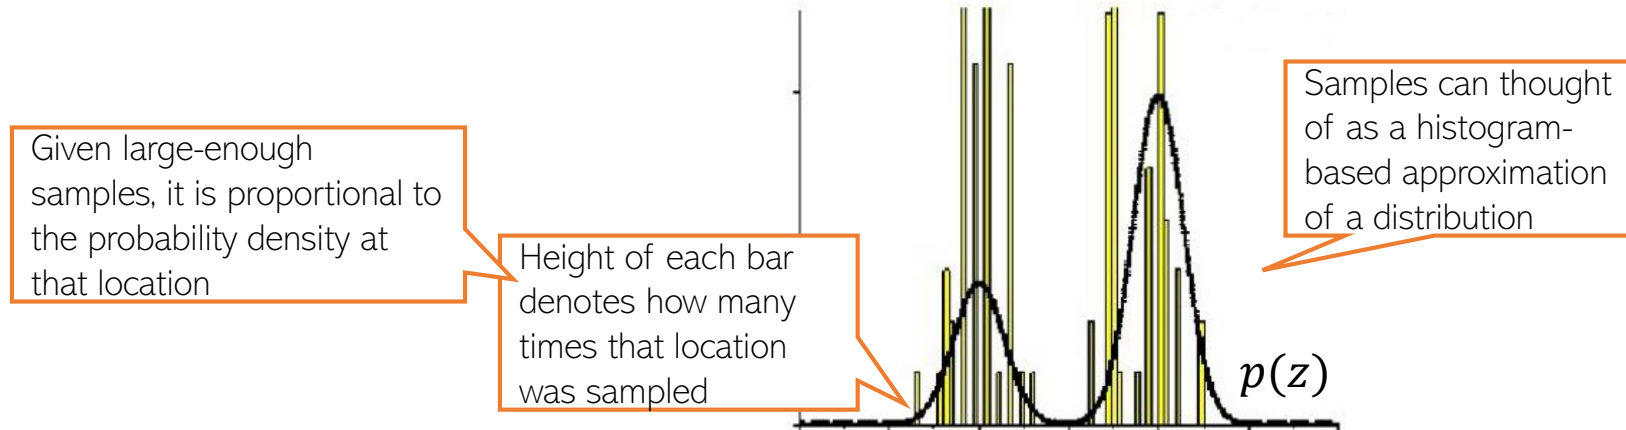 Given large-enough
samples, it is proportional to
the probability density at
that location
Height of each bar
denotes how many
times that location
was sampled
Samples can thought
of as a histogram-
based approximation
of a distribution
p(z)